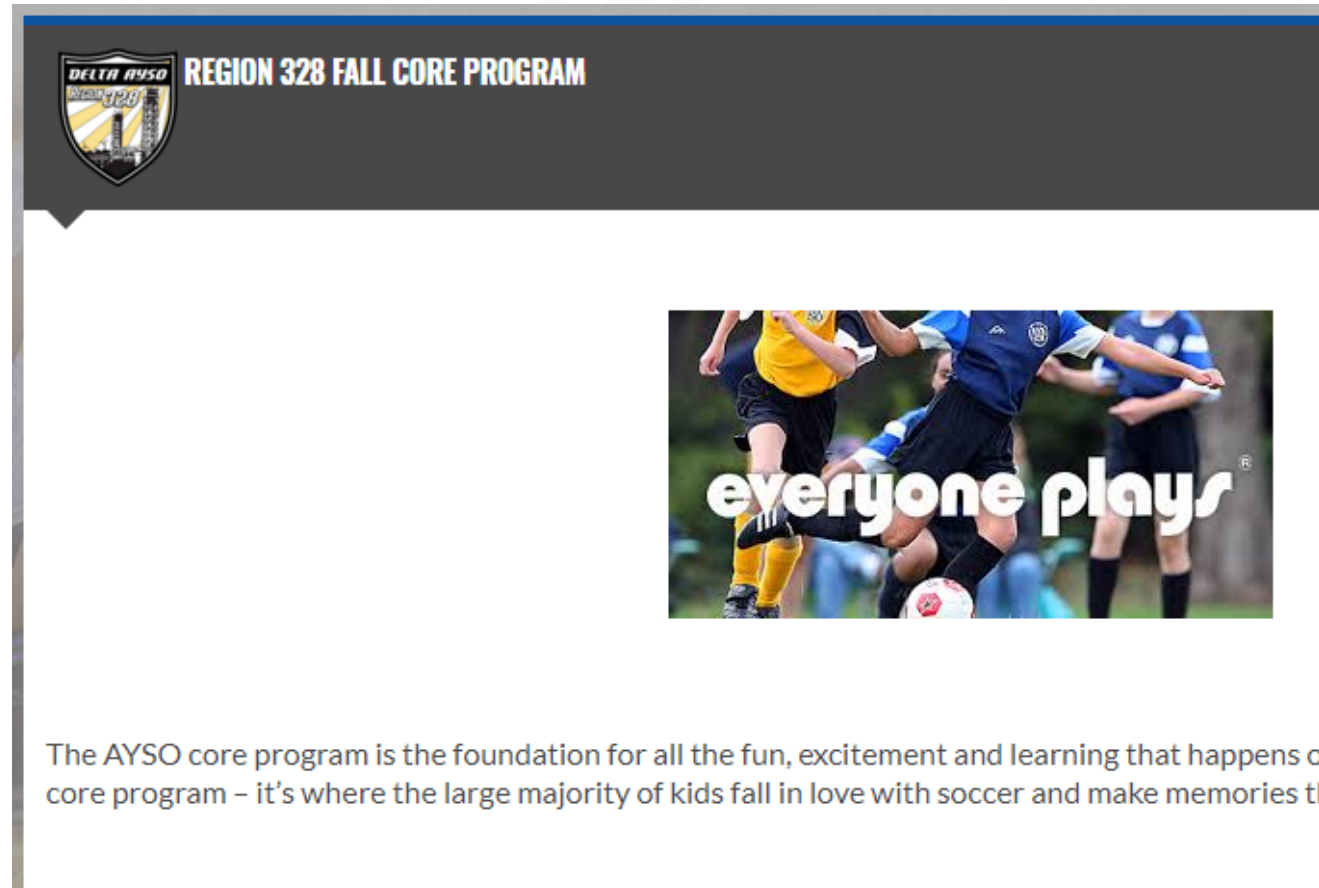 DELTA AYSO
REGION 328
REGION 328 FALL CORE PROGRAM
everyone plays®
The AYSO core program is the foundation for all the fun, excitement and learning that happens
core program – it's where the large majority of kids fall in love with soccer and make memories